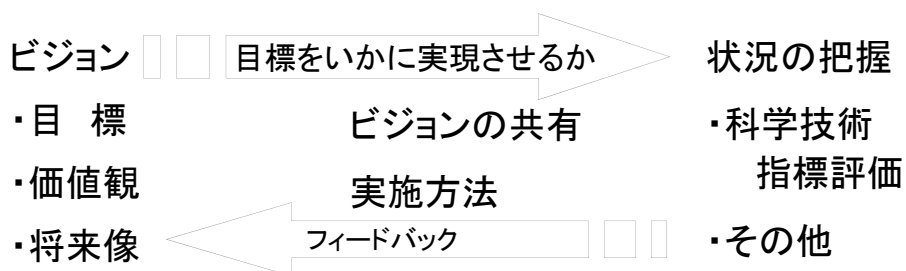 ビジョン
・目 標
・価値観
・将来像
目標をいかに実現させるか
ビジョンの共有
実施方法
フィードバック
状況の把握
・科学技術
指標評価
・その他